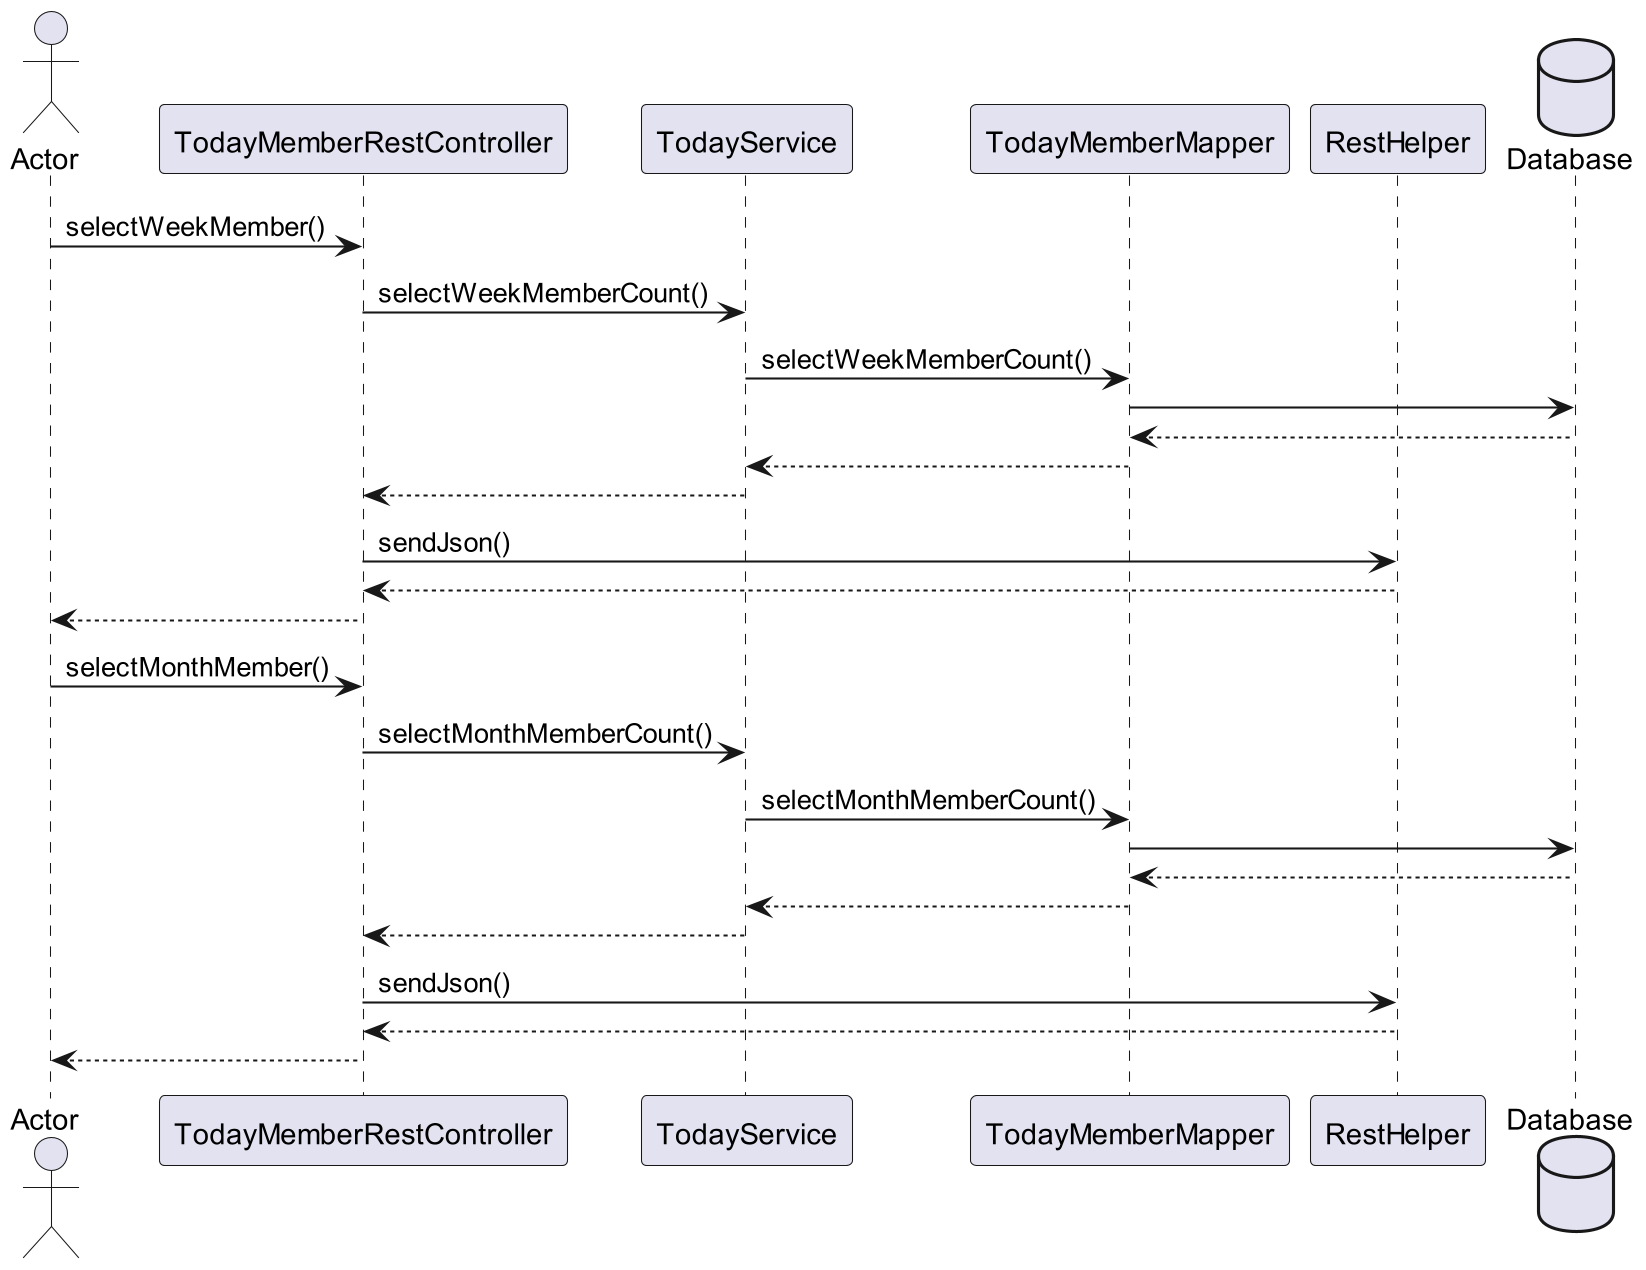 Actor
TodayMemberRestController
TodayService
TodayMemberMapper
RestHelper
Database
selectWeekMember()
selectWeekMemberCount()
selectWeekMemberCount()
sendJson()
selectMonthMember()
selectMonthMemberCount()
selectMonthMemberCount()
sendJson()
Actor
TodayMemberRestController
TodayService
TodayMemberMapper
RestHelper
Database